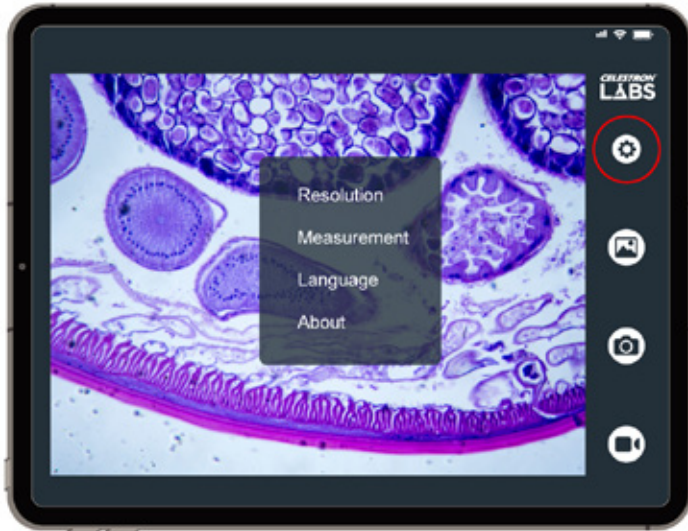 CELESTRON
LABS
Resolution
Measurement
Language
About